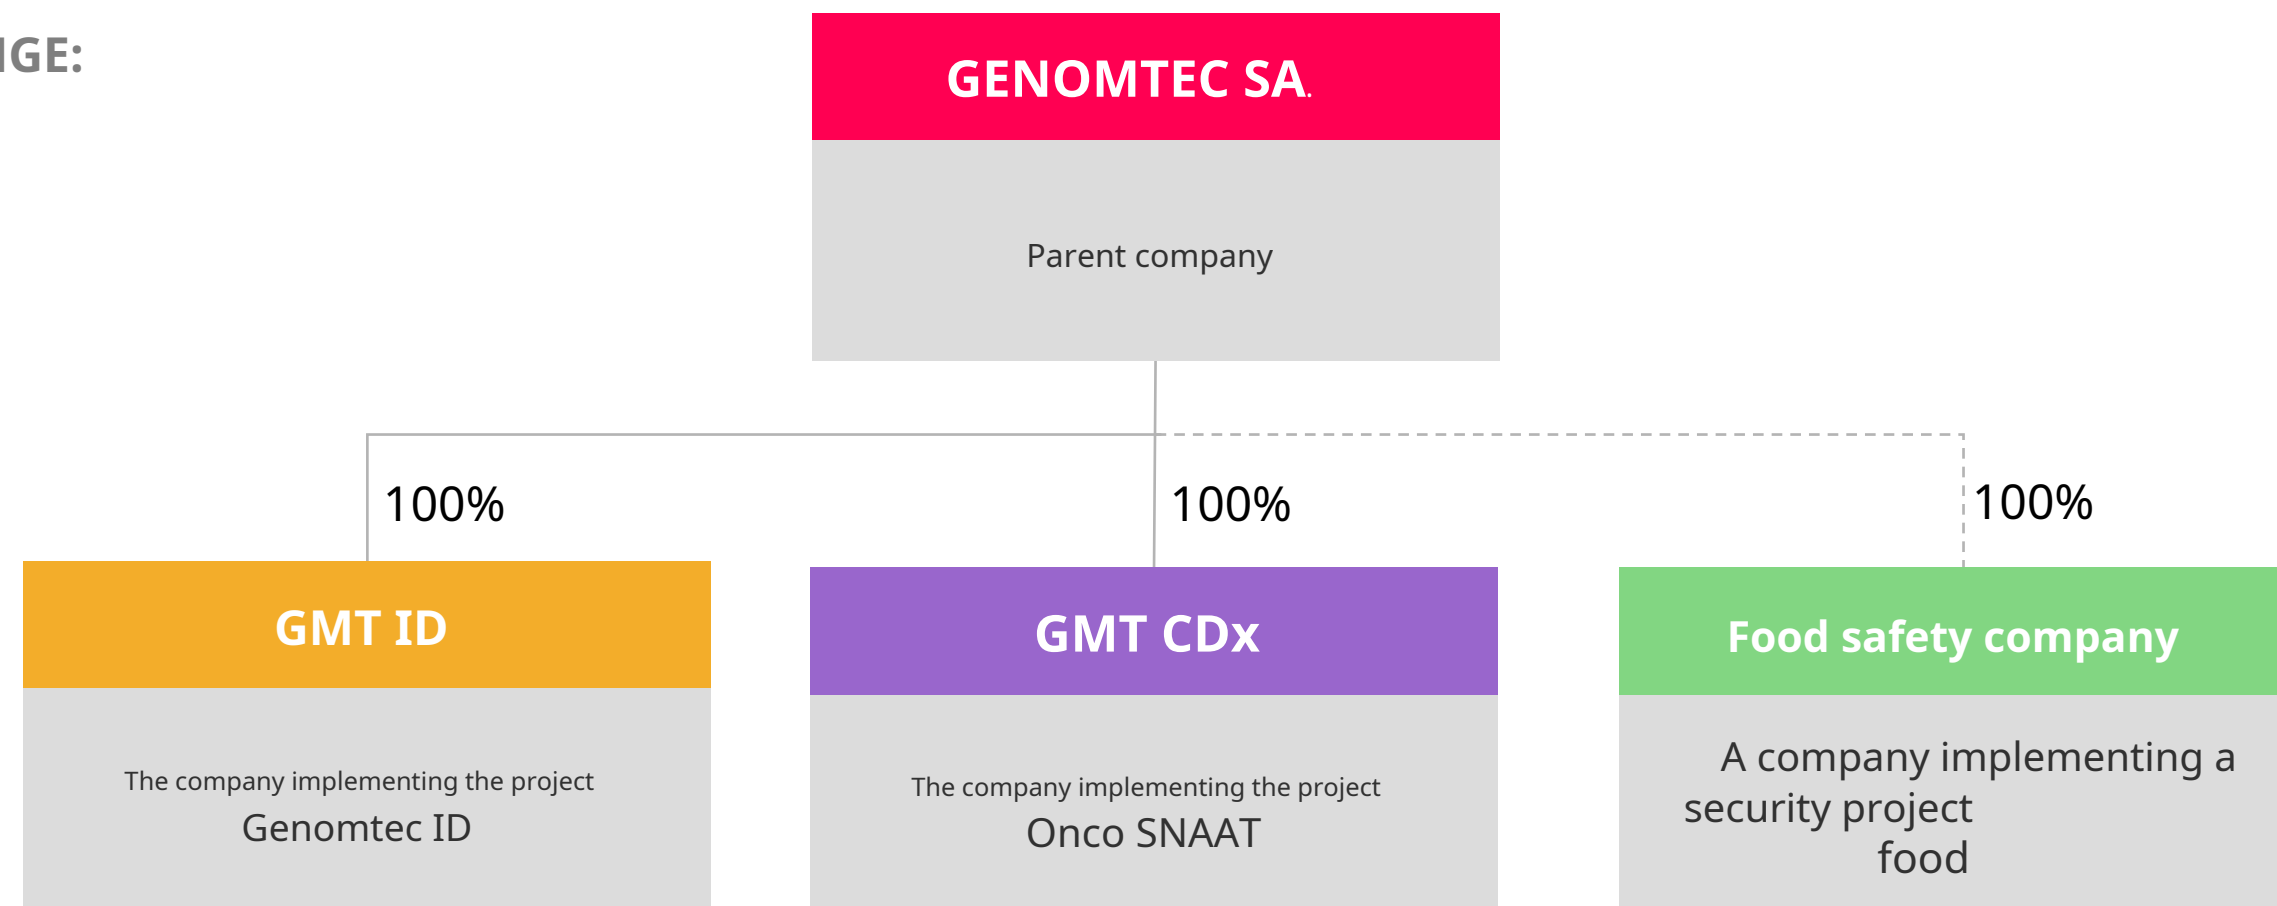 GE:
GENOMTEC SA.
Parent company
100%
100%
100%
GMT ID
GMT CDx
Food safety company
The company implementing the project
Genomtec ID
The company implementing the project
Onco SNAAT
A company implementing a
security project
food